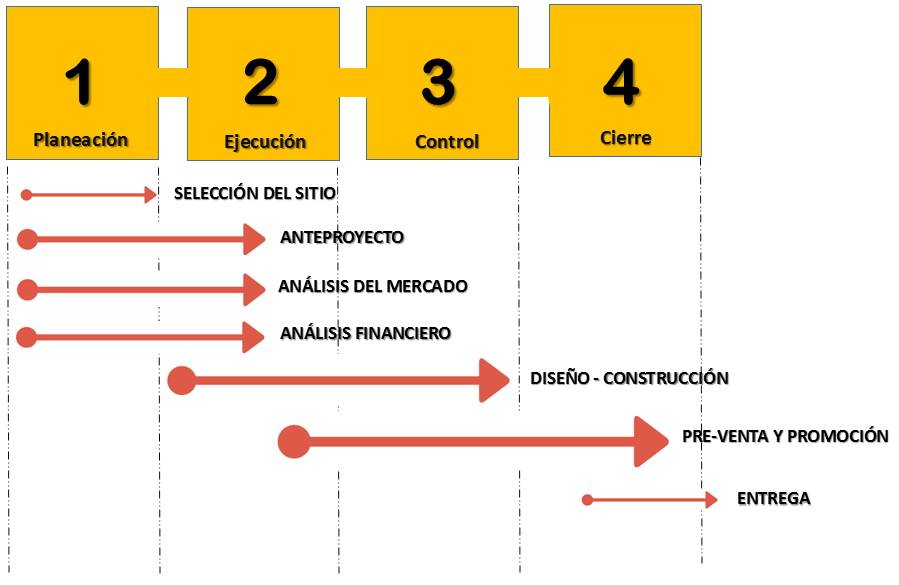 1
Planeación
2
Ejecución
3
Control
4
Cierre
SELECCIÓN DEL SITIO
ANTEPROYECTO
ANÁLISIS DEL MERCADO
ANÁLISIS FINANCIERO
DISEÑO - CONSTRUCCIÓN
PRE-VENTA Y PROMOCIÓN
ENTREGA